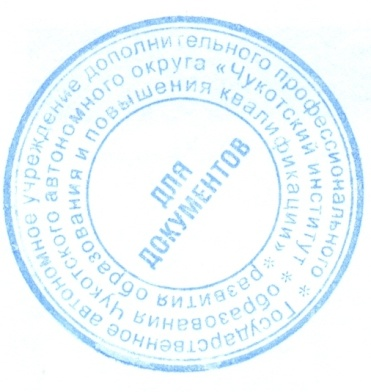 Государственное автономное учреждение дополнительного профессионального *
образования Чукотского автономного округа «Чукотский институт *
развития образования и повышения квалификации» *
ДЛЯ
ДОКУМЕНТОВ